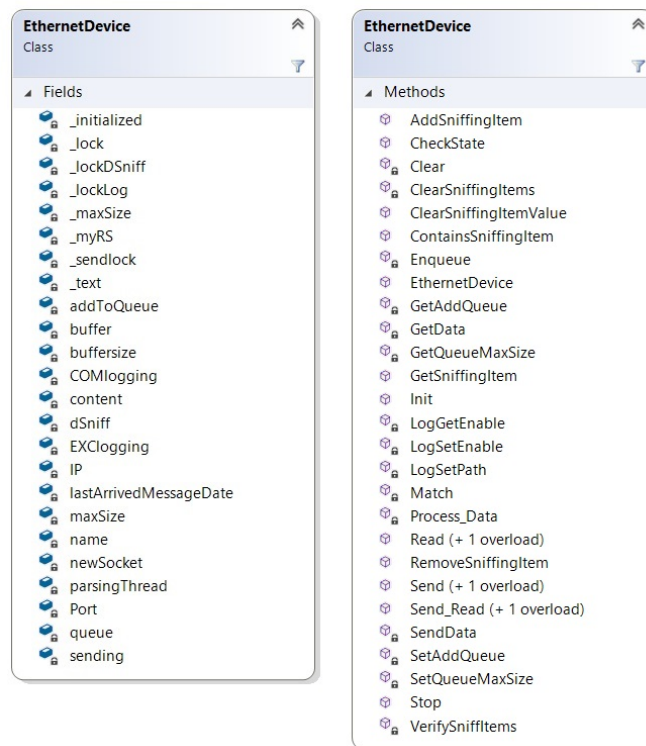 EthernetDevice
Class
Fields
_initialized
_lock
_lockDSniff
_lockLog
_maxSize
_myRS
_sendlock
_text
addToQueue
buffer
buffersize
COMlogging
content
dSniff
EXClogging
IP
lastArrivedMessageDate
maxSize
name
newSocket
parsingThread
Port
queue
sending
EthernetDevice
Class
Methods
AddSniffingItem
CheckState
Clear
ClearSniffingItems
ClearSniffingItemValue
ContainsSniffingItem
Enqueue
EthernetDevice
GetAddQueue
GetData
GetQueueMaxSize
GetSniffingItem
Init
LogGetEnable
LogSetEnable
LogSetPath
Match
Process_Data
Read (+ 1 overload)
RemoveSniffingItem
Send (+ 1 overload)
Send_Read (+ 1 overload)
SendData
SetAddQueue
SetQueueMaxSize
Stop
VerifySniffItems